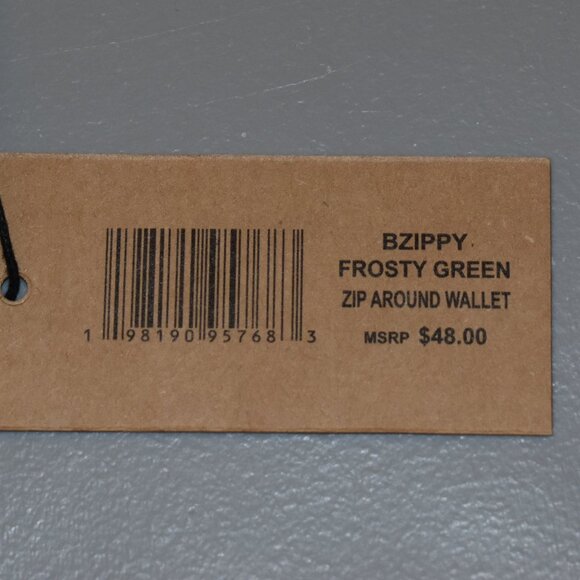 BZIPPY
FROSTY GREEN
ZIP AROUND WALLET
MSRP $48.00
1 98190 95768 3